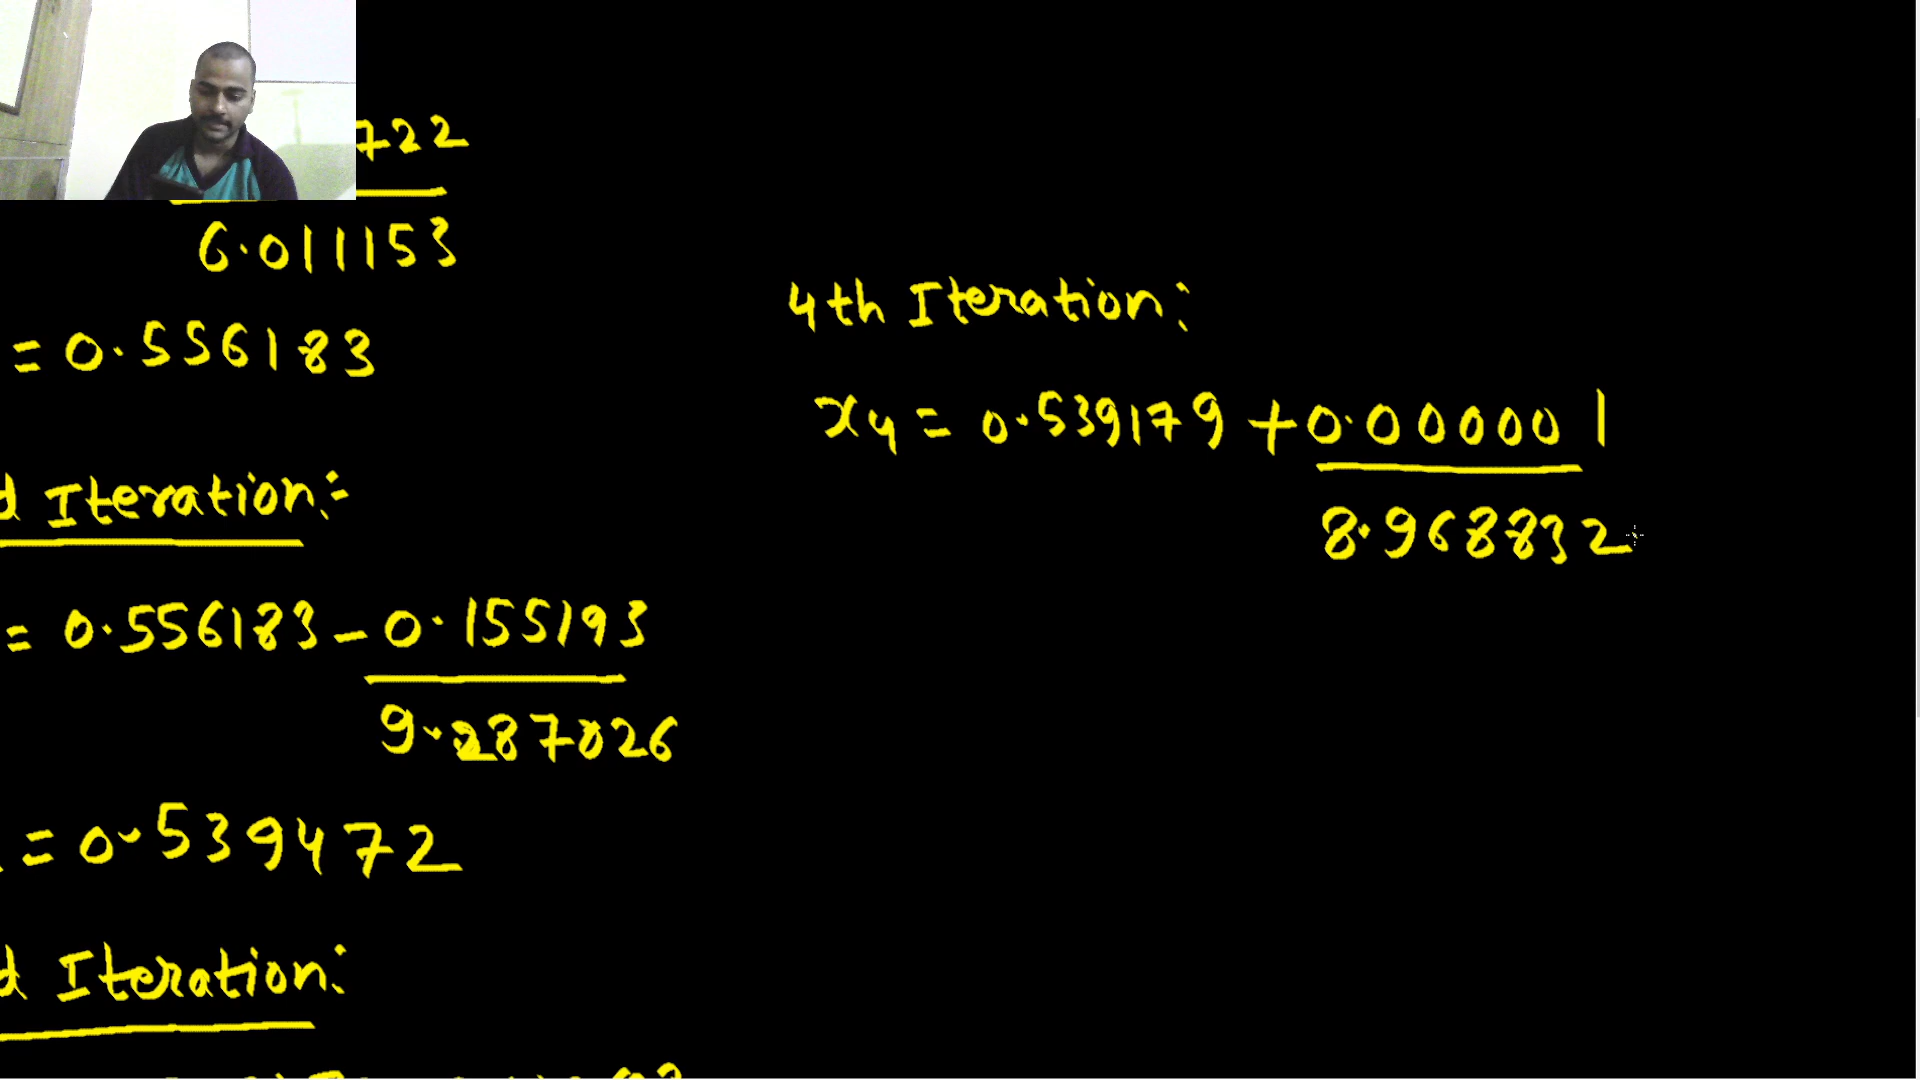 722
6.011153
= 0.556183
d Iteration:-
= 0.556183 - 0.155193
9.287026
= 0.539472
d Iteration:
4th Iteration:
x4 = 0.539179 + 0.000001
8.968832